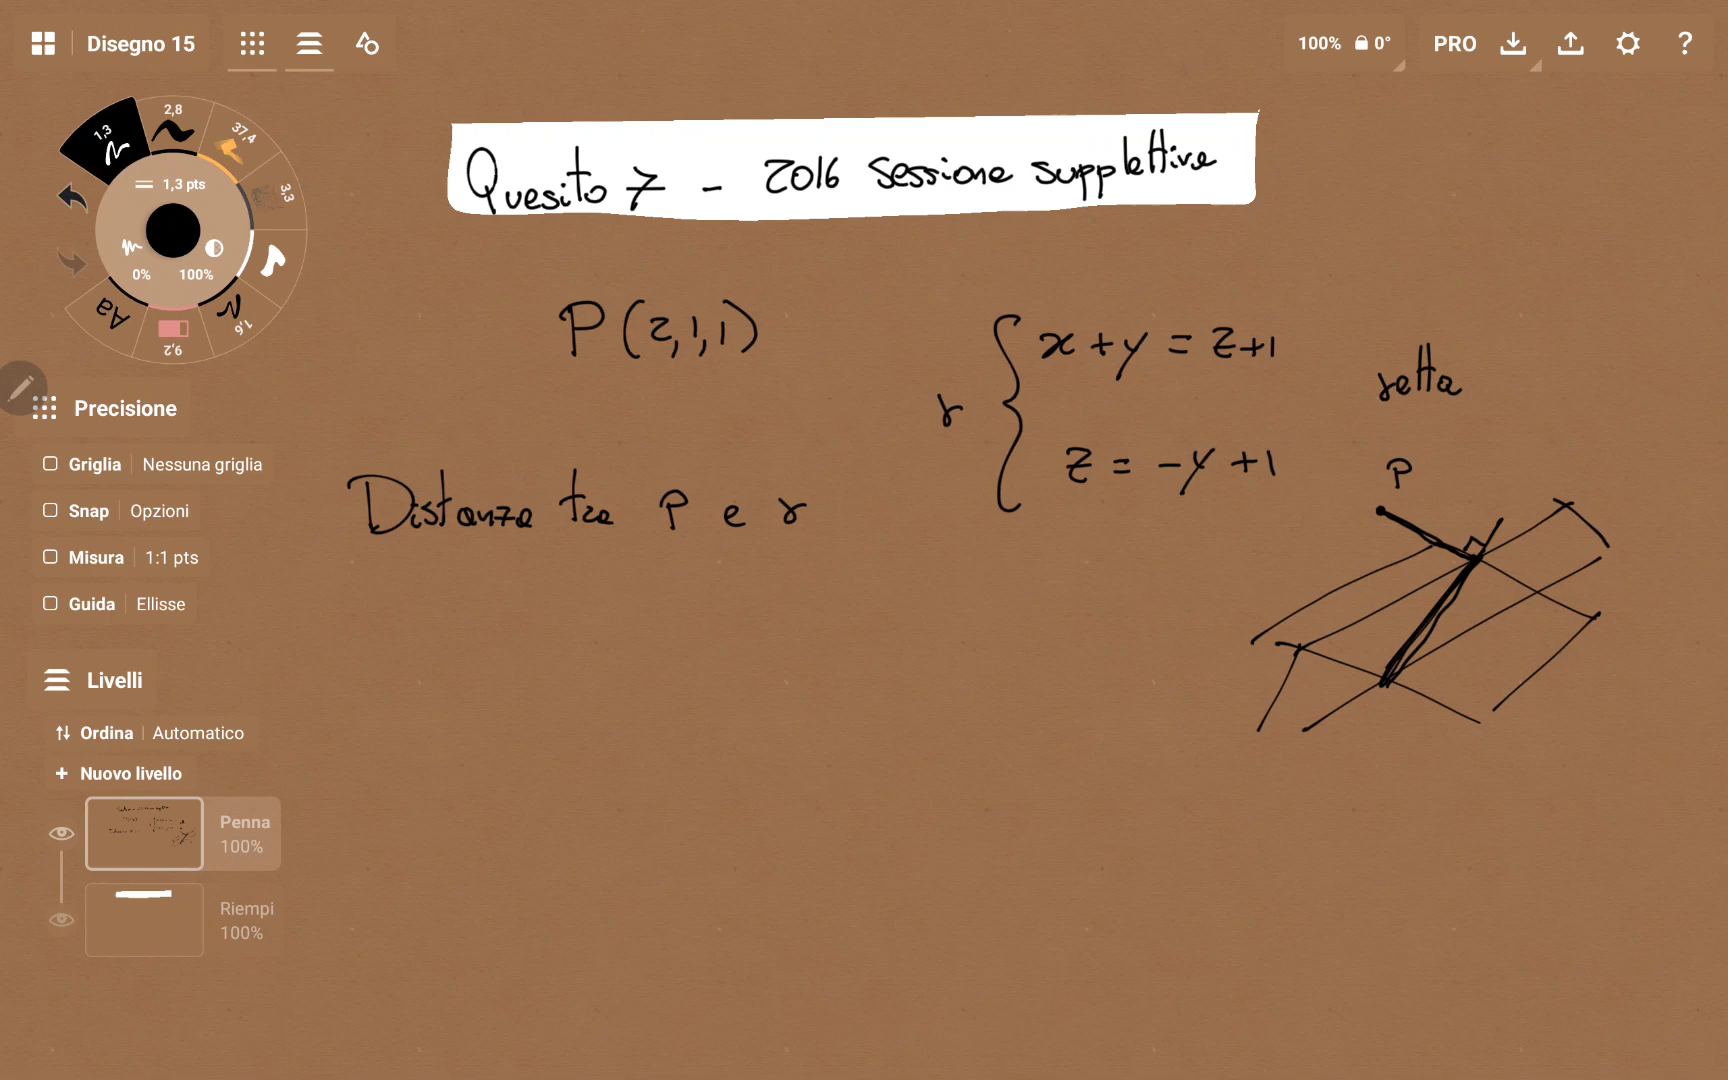 Disegno 15
100% 0°
PRO
?
1,3
2,8
37,4
3,3
1,6
9,2
Aa
1,3 pts
0% 100%
Quesito 7 - 2016 sessione supplettiva
P(2,1,1)
r
x+y = z+1
z = -y+1
retta
Distanza tra P e r
P
Precisione
Griglia Nessuna griglia
Snap Opzioni
Misura 1:1 pts
Guida Ellisse
Livelli
Ordina Automatico
+ Nuovo livello
Penna
100%
Riempi
100%